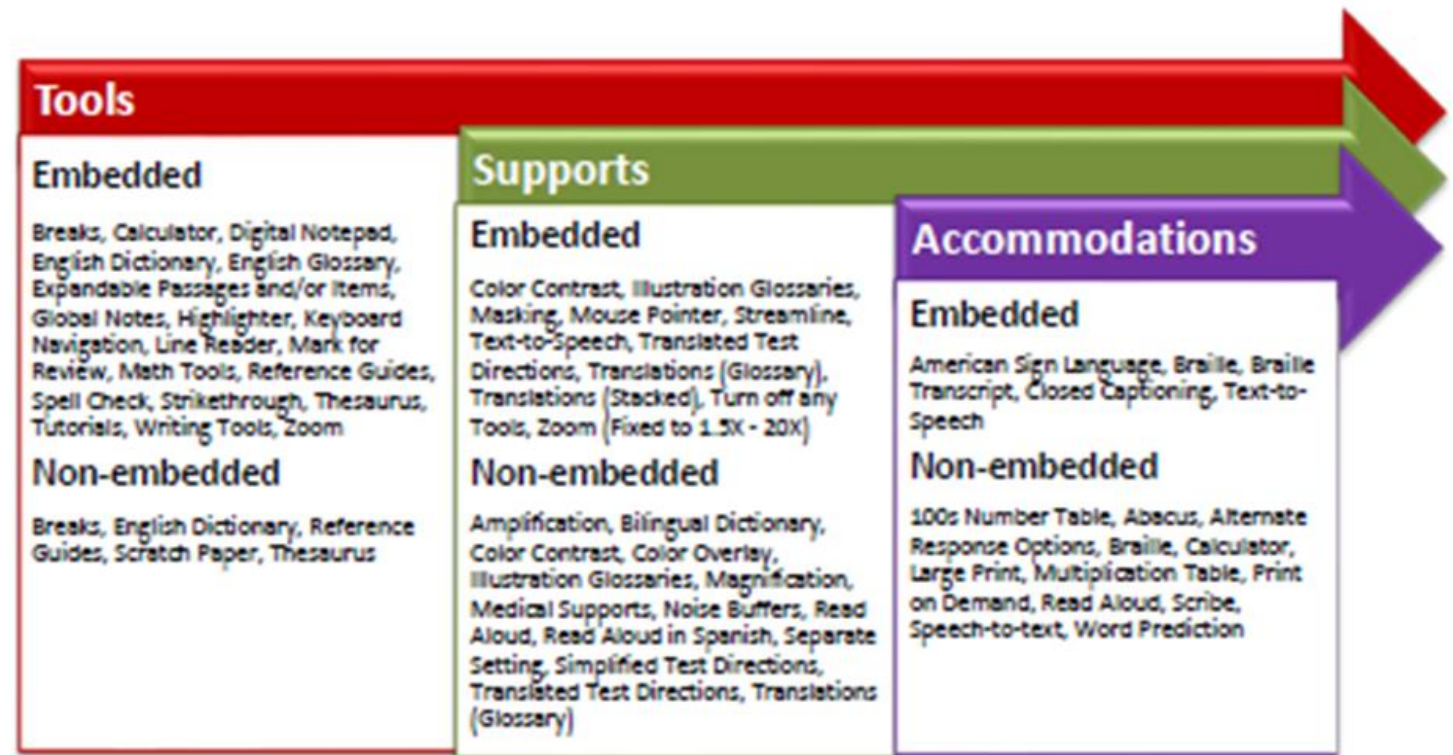 Tools
Embedded
Breaks, Calculator, Digital Notepad,
English Dictionary, English Glossary,
Expandable Passages and/or Items,
Global Notes, Highlighter, Keyboard
Navigation, Line Reader, Mark for
Review, Math Tools, Reference Guides,
Spell Check, Strikethrough, Thesaurus,
Tutorials, Writing Tools, Zoom
Non-embedded
Breaks, English Dictionary, Reference
Guides, Scratch Paper, Thesaurus
Supports
Embedded
Color Contrast, Illustration Glossaries,
Masking, Mouse Pointer, Streamline,
Text-to-Speech, Translated Test
Directions, Translations (Glossary),
Translations (Stacked), Turn off any
Tools, Zoom (Fixed to 1.5X - 20X)
Non-embedded
Amplification, Bilingual Dictionary,
Color Contrast, Color Overlay,
Illustration Glossaries, Magnification,
Medical Supports, Noise Buffers, Read
Aloud, Read Aloud in Spanish, Separate
Setting, Simplified Test Directions,
Translated Test Directions, Translations
(Glossary)
Accommodations
Embedded
American Sign Language, Braille, Braille
Transcript, Closed Captioning, Text-to-
Speech
Non-embedded
100s Number Table, Abacus, Alternate
Response Options, Braille, Calculator,
Large Print, Multiplication Table, Print
on Demand, Read Aloud, Scribe,
Speech-to-text, Word Prediction